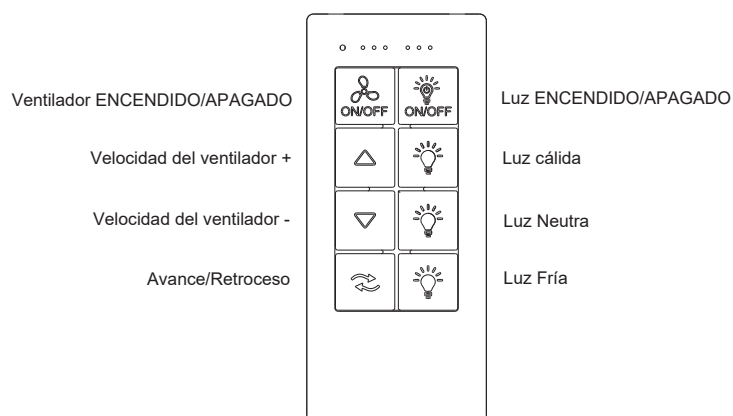 Ventilador ENCENDIDO/APAGADO
ON/OFF
ON/OFF
Luz ENCENDIDO/APAGADO
Velocidad del ventilador +
Luz cálida
Velocidad del ventilador -
Luz Neutra
Avance/Retroceso
Luz Fría